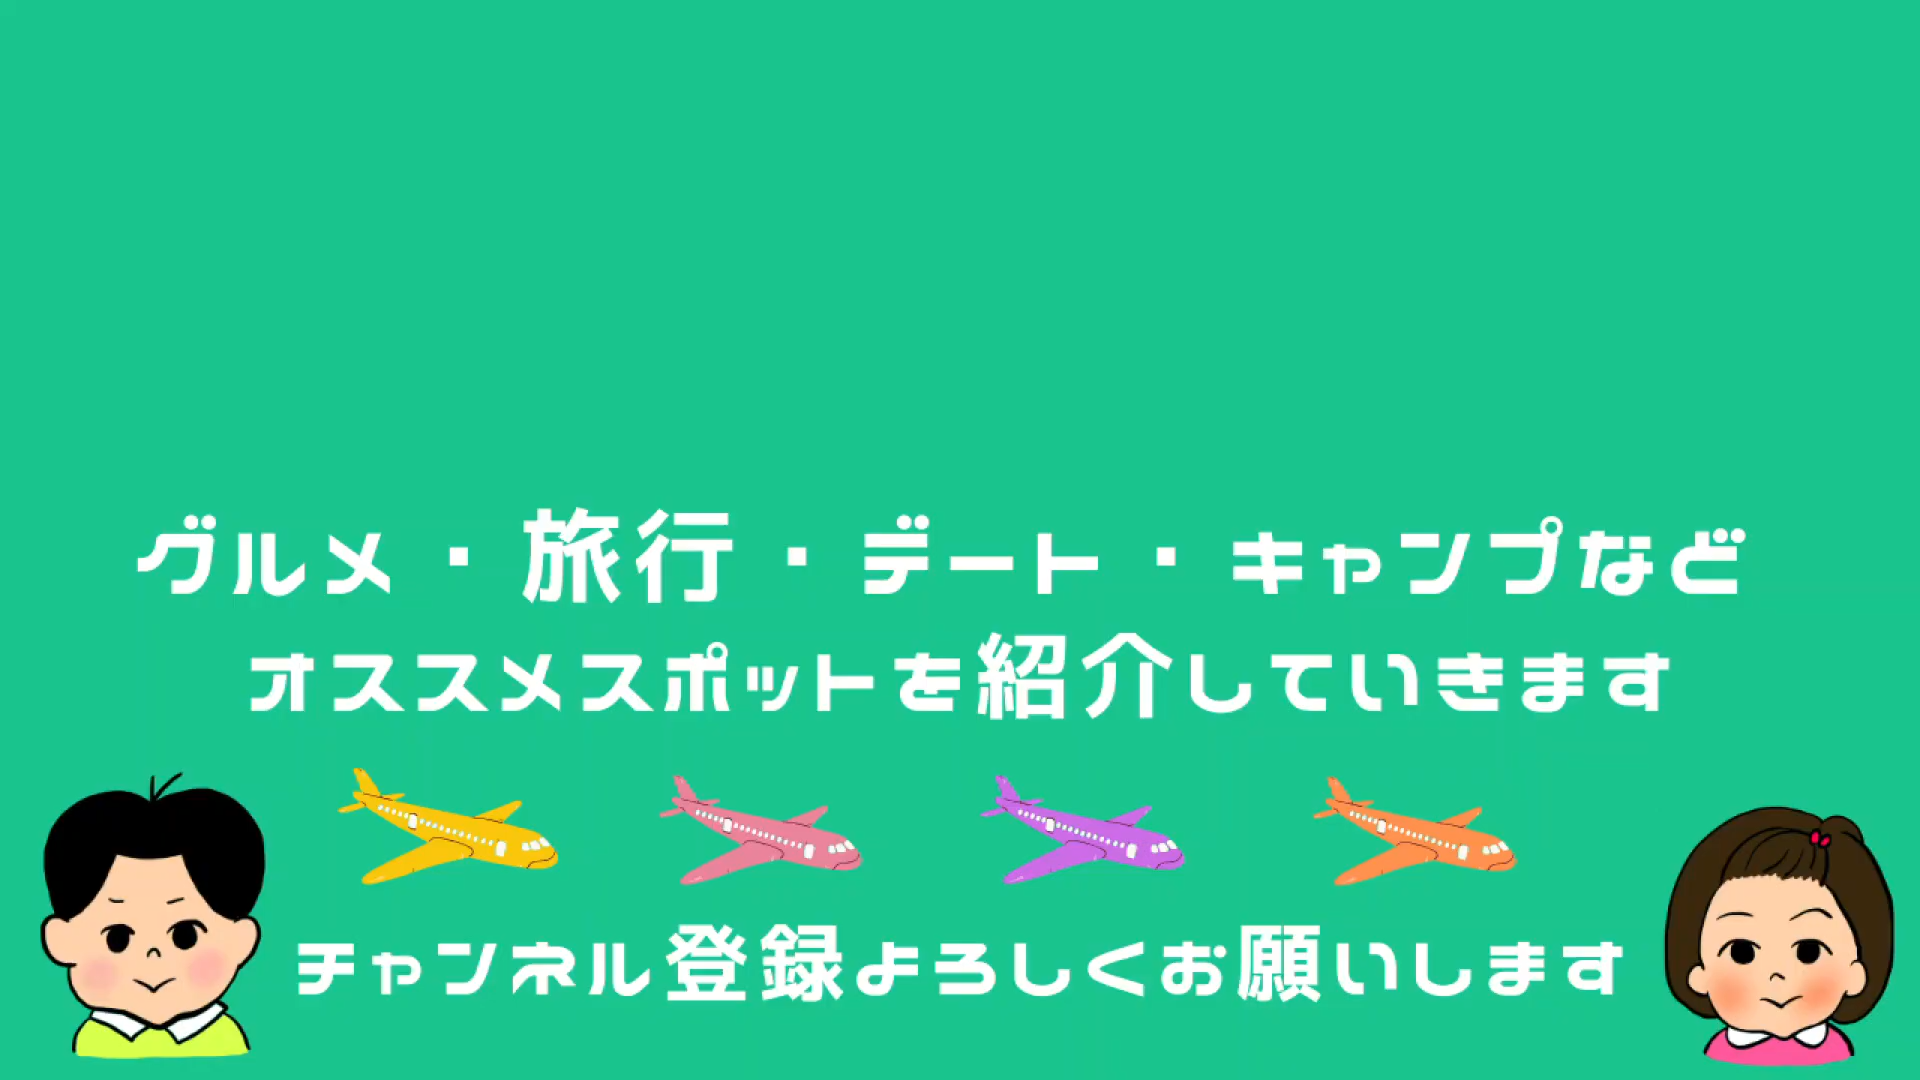 グルメ・旅行・デート・キャンプなど
オススメスポットを紹介していきます
チャンネル登録よろしくお願いします